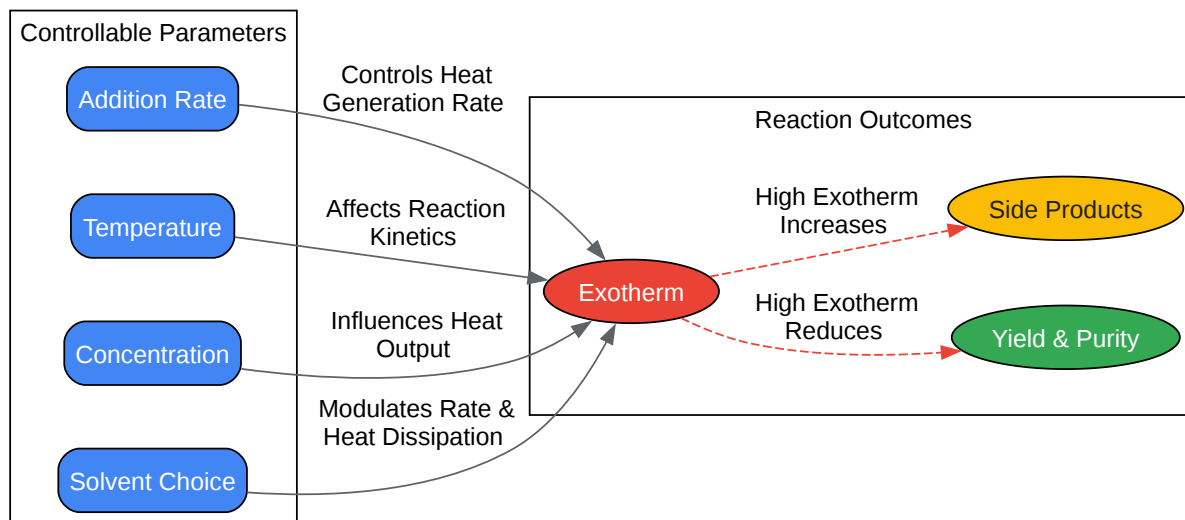 Controllable Parameters
Addition Rate
Temperature
Concentration
Solvent Choice
Controls Heat
Generation Rate
Affects Reaction
Kinetics
Influences Heat
Output
Modulates Rate &
Heat Dissipation
Reaction Outcomes
Exotherm
High Exotherm
Increases
Side Products
High Exotherm
Reduces
Yield & Purity